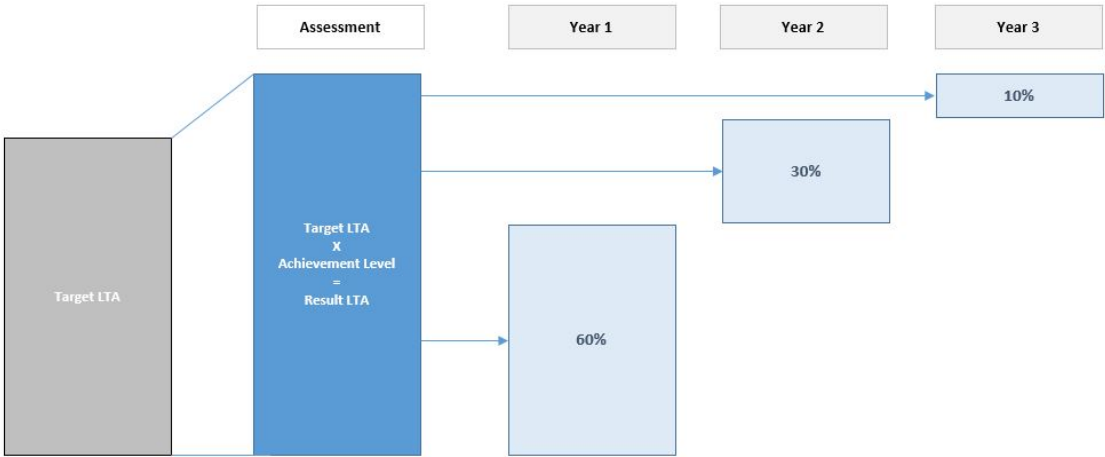 Assessment
Year 1
Year 2
Year 3
10%
30%
Target LTA
X
Achievement Level
=
Result LTA
Target LTA
60%